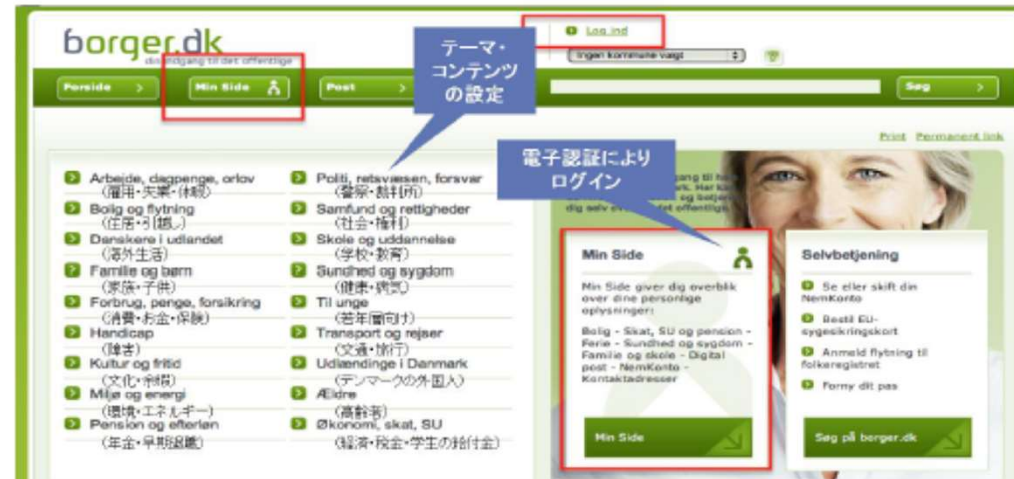 borger.dk
din indgang til det offentlige
Log ind
Ingen kommune valgt
Forside
Min Side
Post
Søg
テーマ・
コンテンツ
の設定
Print Permanent link
電子認証により
ログイン
Arbejde, dagpenge, orlov
(雇用・失業・休暇)
Bolig og flytning
(住居・引越し)
Danskere i udlandet
(海外生活)
Familie og børn
(家族・子供)
Forbrug, penge, forsikring
(消費・お金・保険)
Handicap
(障害)
Kultur og fritid
(文化・余暇)
Miljø og energi
(環境・エネルギー)
Pension og efterløn
(年金・早期退職)
Politi, retsvæsen, forsvar
(警察・裁判所)
Samfund og rettigheder
(社会・権利)
Skole og uddannelse
(学校・教育)
Sundhed og sygdom
(健康・病気)
Til unge
(若年層向け)
Transport og rejser
(交通・旅行)
Udlændinge i Danmark
(デンマークの外国人)
Ældre
(高齢者)
Økonomi, skat, SU
(経済・税金・学生の給付金)
gang til
Her
og betjen
dig selv offentlige
Min Side
Min Side giver dig overblik
over dine personlige
oplysninger:
Bolig - Skat, SU og pension -
Ferie - Sundhed og sygdom -
Familie og skole - Digital
post - NemKonto -
Kontaktadresser
Min Side
Selvbetjening
Se eller skift din
NemKonto
Bestil EU-
sygesikringskort
Anmeld flytning til
folkeregistret
Forny dit pas
Søg på borger.dk